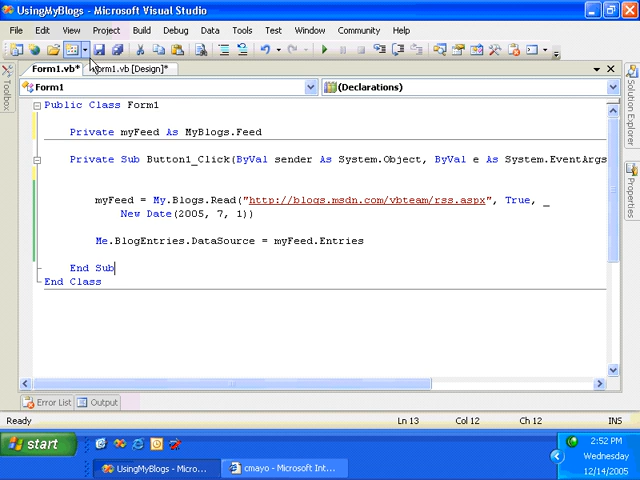 UsingMyBlogs - Microsoft Visual Studio
File Edit View Project Build Debug Data Format Tools Window Community Help
Form1.vb* Form1.vb [Design]*
Form1 (Declarations)
Public Class Form1
Private myFeed As MyBlogs.Feed
Private Sub Button1_Click(ByVal sender As System.Object, ByVal e As System.EventArgs
myFeed = My.Blogs.Read("http://blogs.msdn.com/vbteam/rss.aspx", True, _
New Date(2005, 7, 1))
Me.BlogEntries.DataSource = myFeed.Entries
End Sub
End Class
Toolbox
Solution Explorer
Properties
Error List Output
Ready Ln 13 Col 12 Ch 12 INS
start
2:52 PM
Wednesday
12/14/2005
UsingMyBlogs - Micro... cmayo - Microsoft Int...